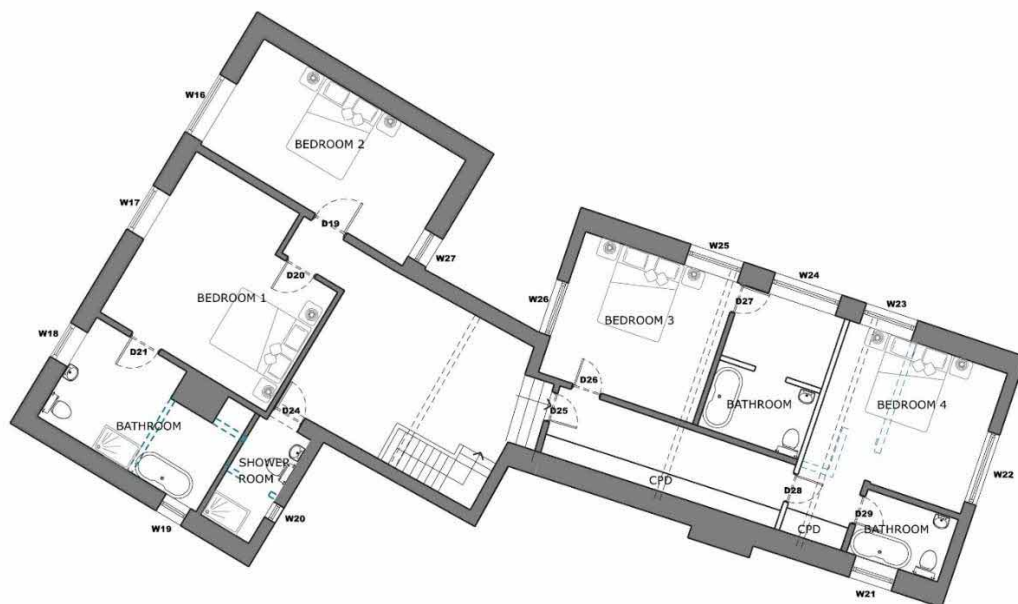 W16
BEDROOM 2
W17
D19
W27
D20
BEDROOM 1
W18
D21
D24
BATHROOM
SHOWER
ROOM
W19
W20
W25
W24
W23
W26
D27
BEDROOM 3
D26
D25
BATHROOM
BEDROOM 4
CPD
D28
W22
D29
BATHROOM
CPD
W21